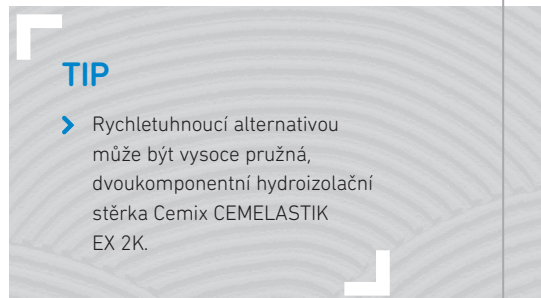 TIP
Rychletuhnoucí alternativou
může být vysoce pružná,
dvoukomponentní hydroizolační
stěrka Cemix CEMELASTIK
EX 2K.